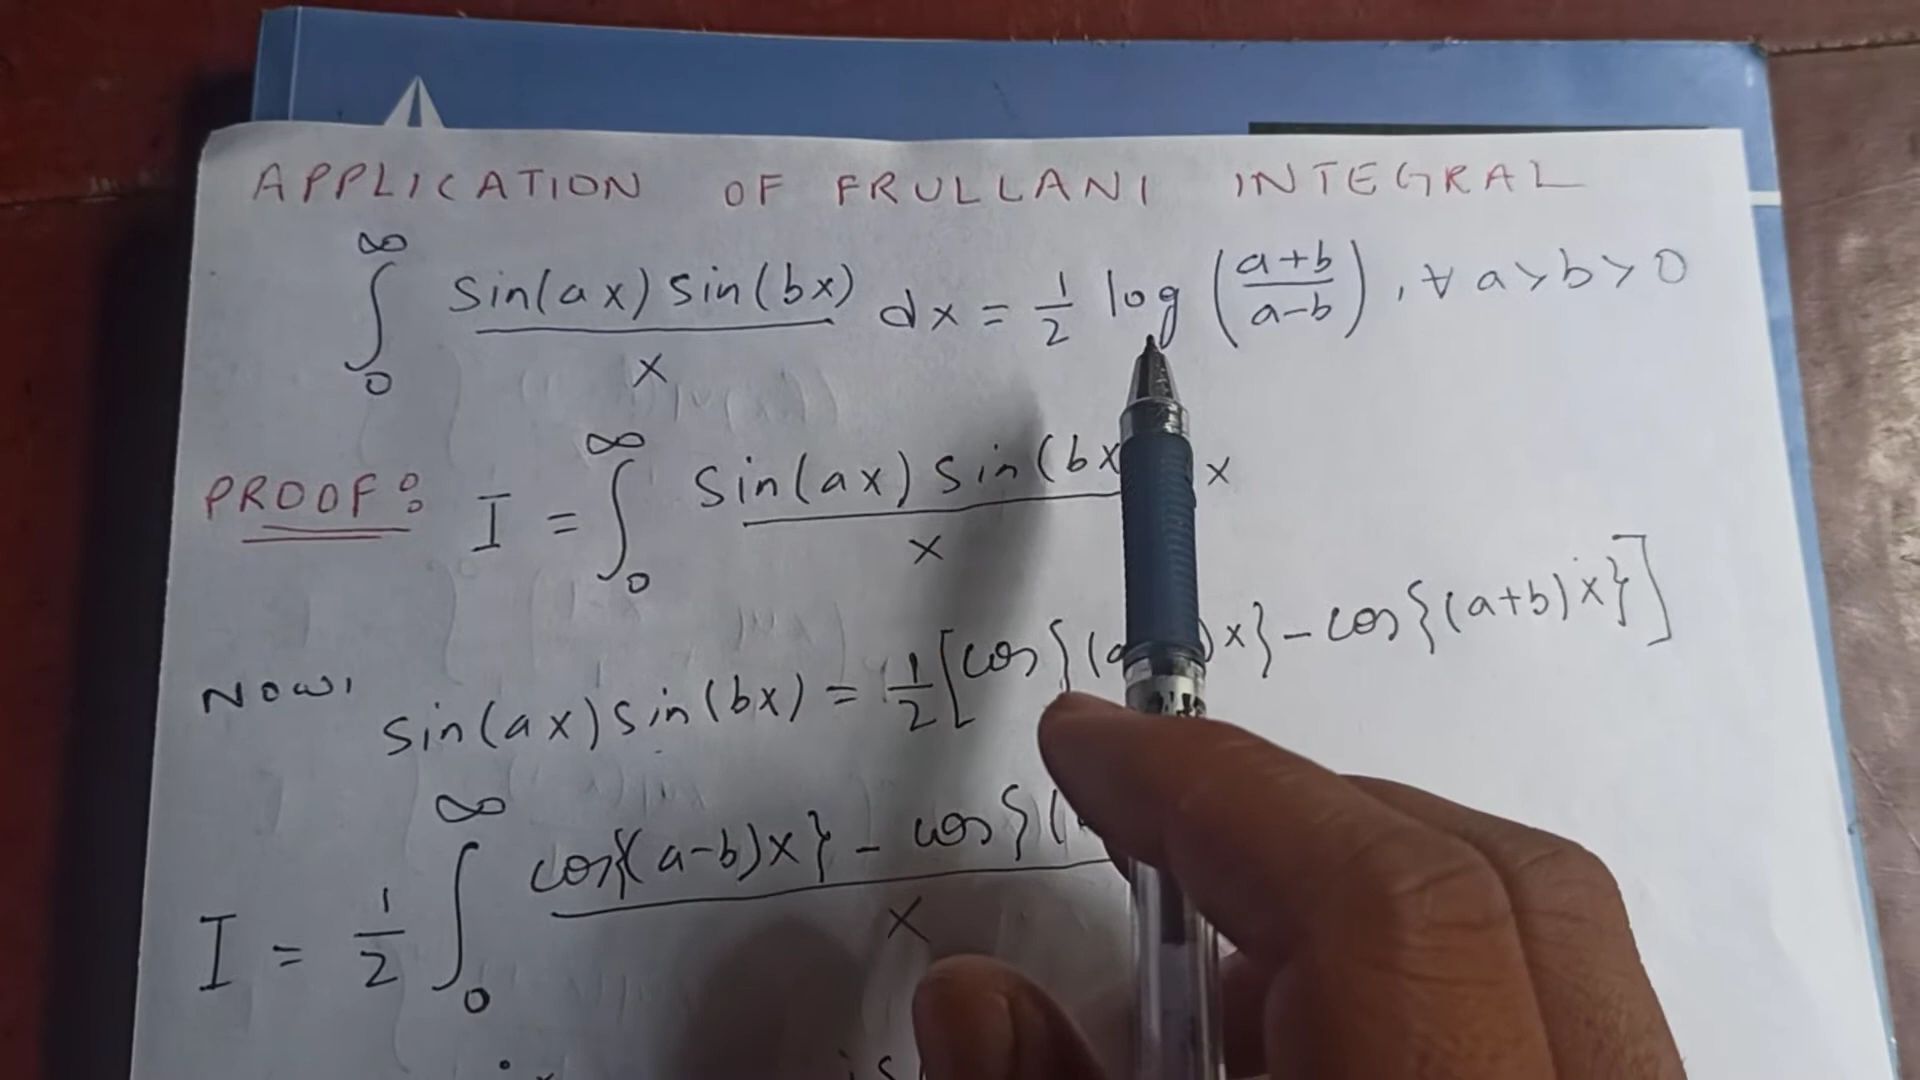 APPLICATION OF FRULLANI INTEGRAL
∫₀^∞ sin(ax) sin(bx)/x dx = 1/2 log((a+b)/(a-b)), ∀ a>b>0
PROOF: I = ∫₀^∞ sin(ax) sin(bx/x x
Now, sin(ax) sin(bx) = 1/2 [cos{(a )x} - cos{(a+b)x}]
I = 1/2 ∫₀^∞ cos{(a-b)x} - cos{( /x